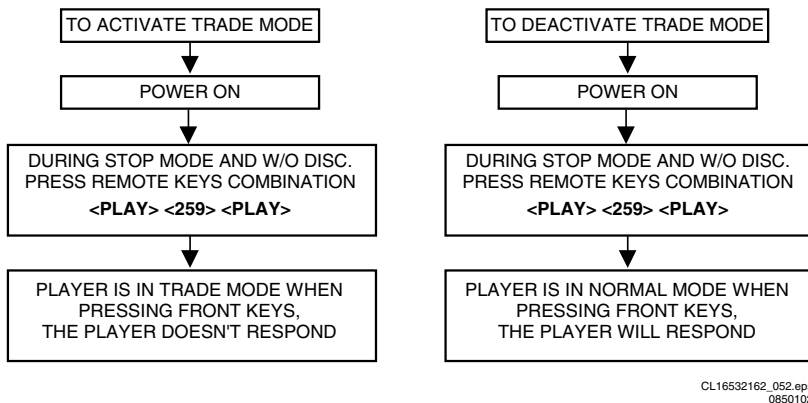 TO ACTIVATE TRADE MODE
POWER ON
DURING STOP MODE AND W/O DISC.
PRESS REMOTE KEYS COMBINATION
<PLAY> <259> <PLAY>
PLAYER IS IN TRADE MODE WHEN
PRESSING FRONT KEYS,
THE PLAYER DOESN'T RESPOND
TO DEACTIVATE TRADE MODE
POWER ON
DURING STOP MODE AND W/O DISC.
PRESS REMOTE KEYS COMBINATION
<PLAY> <259> <PLAY>
PLAYER IS IN NORMAL MODE WHEN
PRESSING FRONT KEYS,
THE PLAYER WILL RESPOND